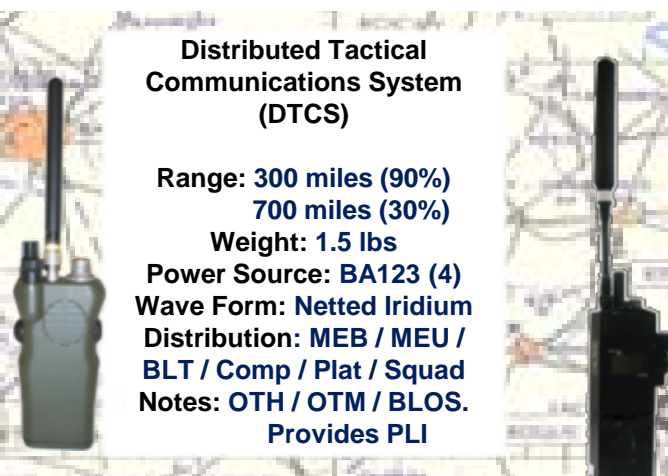 Distributed Tactical
Communications System
(DTCS)
Range: 300 miles (90%)
700 miles (30%)
Weight: 1.5 lbs
Power Source: BA123 (4)
Wave Form: Netted Iridium
Distribution: MEB / MEU /
BLT / Comp / Plat / Squad
Notes: OTH / OTM / BLOS.
Provides PLI